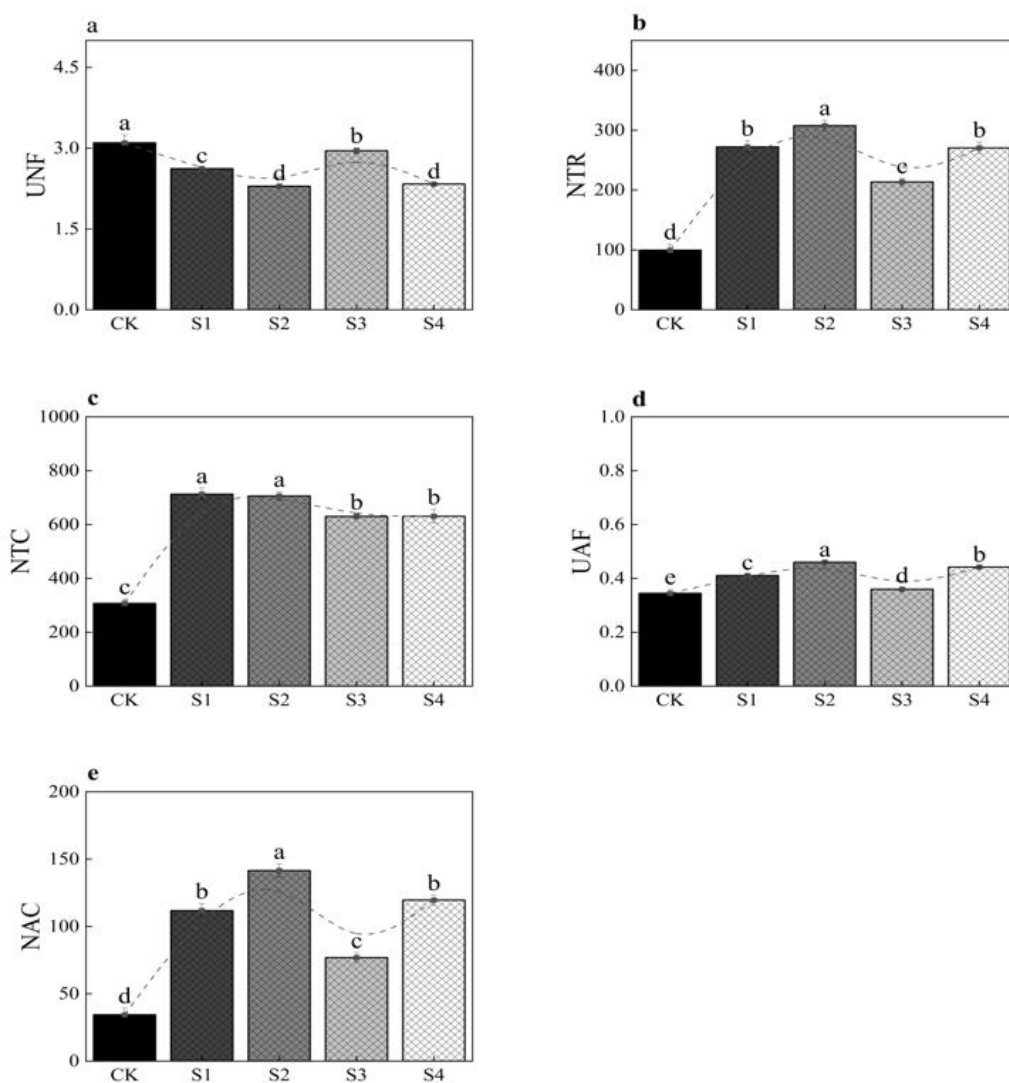 a
4.5
3.0
1.5
0.0
UNF
a
c
d
b
d
CK S1 S2 S3 S4
b
400
300
200
100
0
NTR
d
b
a
c
b
CK S1 S2 S3 S4
c
1000
800
600
400
200
0
NTC
c
a
a
b
b
CK S1 S2 S3 S4
d
1.0
0.8
0.6
0.4
0.2
0.0
UAF
e
c
a
d
b
CK S1 S2 S3 S4
e
200
150
100
50
0
NAC
d
b
a
c
b
CK S1 S2 S3 S4